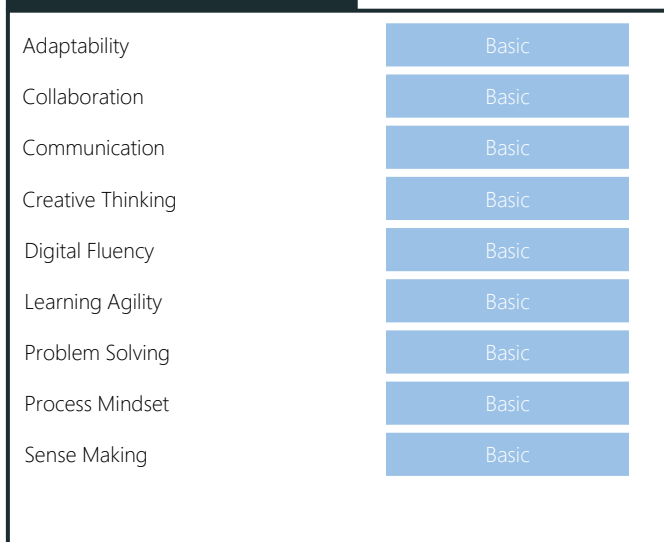 Adaptability Basic
Collaboration Basic
Communication Basic
Creative Thinking Basic
Digital Fluency Basic
Learning Agility Basic
Problem Solving Basic
Process Mindset Basic
Sense Making Basic